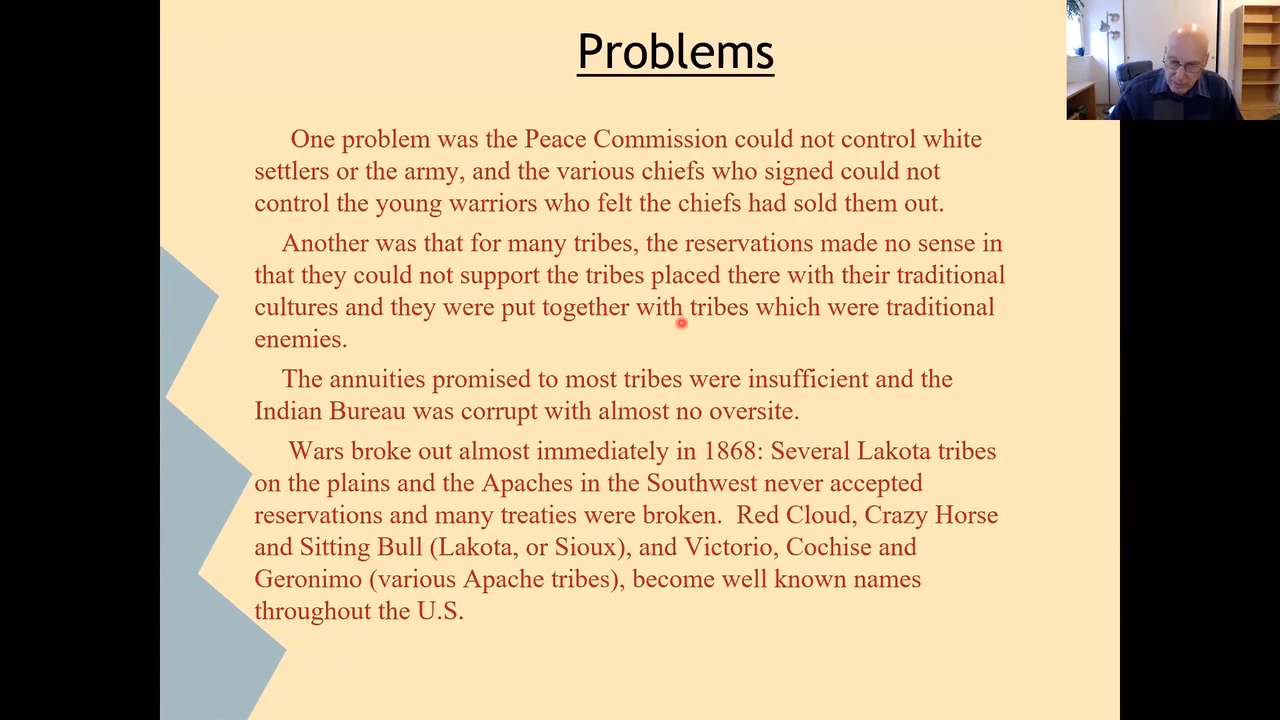 Problems
One problem was the Peace Commission could not control white
settlers or the army, and the various chiefs who signed could not
control the young warriors who felt the chiefs had sold them out.
Another was that for many tribes, the reservations made no sense in
that they could not support the tribes placed there with their traditional
cultures and they were put together with tribes which were traditional
enemies.
The annuities promised to most tribes were insufficient and the
Indian Bureau was corrupt with almost no oversite.
Wars broke out almost immediately in 1868: Several Lakota tribes
on the plains and the Apaches in the Southwest never accepted
reservations and many treaties were broken.  Red Cloud, Crazy Horse
and Sitting Bull (Lakota, or Sioux), and Victorio, Cochise and
Geronimo (various Apache tribes), become well known names
throughout the U.S.